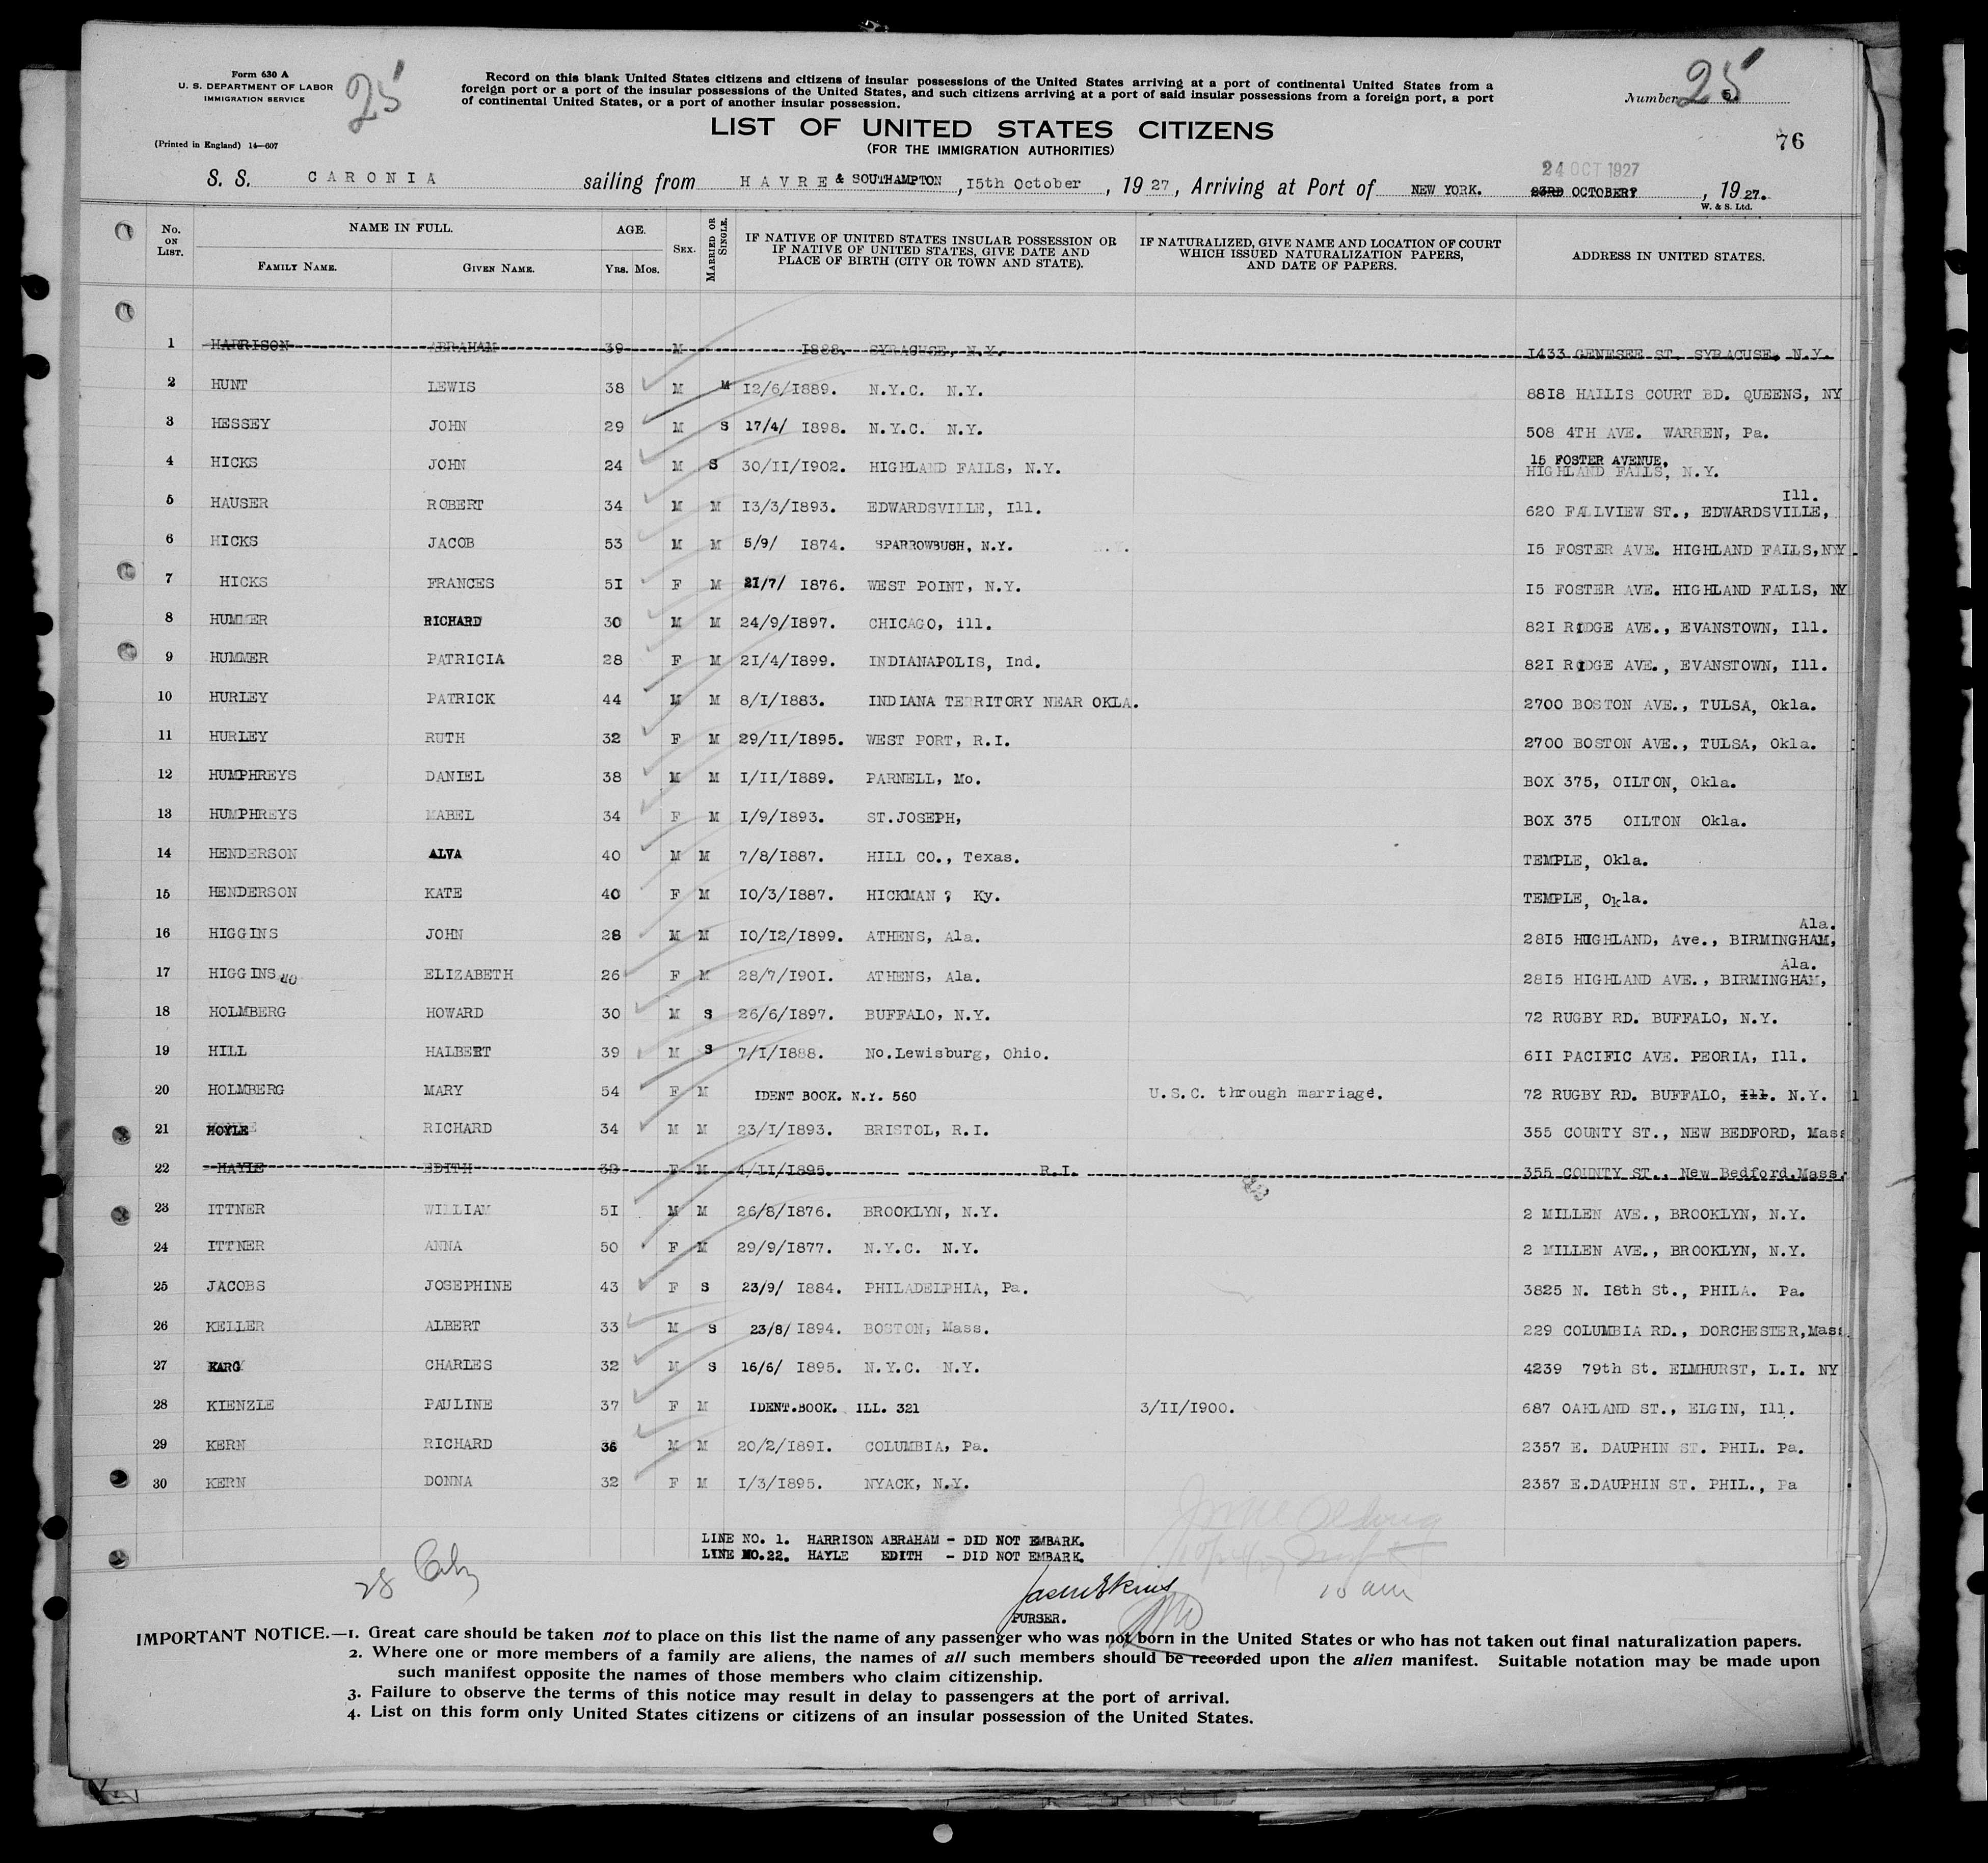 Form 630 A
U. S. DEPARTMENT OF LABOR
IMMIGRATION SERVICE
(Printed in England) 14—607
25
Record on this blank United States citizens and citizens of insular possessions of the United States arriving at a port of continental United States from a
foreign port or a port of the insular possessions of the United States, and such citizens arriving at a port of said insular possessions from a foreign port, a port
of continental United States, or a port of another insular possession.
Number 5. 25
76
LIST OF UNITED STATES CITIZENS
(FOR THE IMMIGRATION AUTHORITIES)
24 OCT 1927
S. S. CARONIA sailing from HAVRE & SOUTHAMPTON, 15th October, 1927, Arriving at Port of NEW YORK. 23RD OCTOBER, 1927.
W. & S. Ltd.
No. ON LIST. NAME IN FULL. FAMILY NAME. GIVEN NAME. AGE. YRS. MOS. SEX. MARRIED OR SINGLE. IF NATIVE OF UNITED STATES INSULAR POSSESSION OR IF NATIVE OF UNITED STATES, GIVE DATE AND PLACE OF BIRTH (CITY OR TOWN AND STATE). IF NATURALIZED, GIVE NAME AND LOCATION OF COURT WHICH ISSUED NATURALIZATION PAPERS, AND DATE OF PAPERS. ADDRESS IN UNITED STATES.
1 HARRISON ABRAHAM 39 M 1888. SYRACUSE, N.Y. 1433 GENESEE ST. SYRACUSE, N.Y.
2 HUNT LEWIS 38 M M 12/6/1889. N.Y.C. N.Y. 8818 HAILIS COURT BD. QUEENS, NY
3 HESSEY JOHN 29 M S 17/4/ 1898. N.Y.C. N.Y. 508 4TH AVE. WARREN, Pa.
4 HICKS JOHN 24 M S 30/11/1902. HIGHLAND FALLS, N.Y. 15 FOSTER AVENUE, HIGHLAND FALLS, N.Y.
5 HAUSER ROBERT 34 M M 13/3/1893. EDWARDSVILLE, Ill. 620 FALLVIEW ST., EDWARDSVILLE, Ill.
6 HICKS JACOB 53 M M 5/9/ 1874. SPARROWBUSH, N.Y. 15 FOSTER AVE. HIGHLAND FALLS, NY.
7 HICKS FRANCES 51 F M 21/7/ 1876. WEST POINT, N.Y. 15 FOSTER AVE. HIGHLAND FALLS, NY
8 HUMMER RICHARD 30 M M 24/9/1897. CHICAGO, ill. 821 RIDGE AVE., EVANSTOWN, Ill.
9 HUMMER PATRICIA 28 F M 21/4/1899. INDIANAPOLIS, Ind. 821 RIDGE AVE., EVANSTOWN, Ill.
10 HURLEY PATRICK 44 M M 8/1/1883. INDIANA TERRITORY NEAR OKLA. 2700 BOSTON AVE., TULSA, Okla.
11 HURLEY RUTH 32 F M 29/11/1895. WEST PORT, R.I. 2700 BOSTON AVE., TULSA, Okla.
12 HUMPHREYS DANIEL 38 M M 1/11/1889. PARNELL, Mo. BOX 375, OILTON, Okla.
13 HUMPHREYS MABEL 34 F M 1/9/1893. ST.JOSEPH, BOX 375 OILTON Okla.
14 HENDERSON ALVA 40 M M 7/8/1887. HILL CO., Texas. TEMPLE, Okla.
15 HENDERSON KATE 40 F M 10/3/1887. HICKMAN ? Ky. TEMPLE, Okla.
16 HIGGINS JOHN 28 M M 10/12/1899. ATHENS, Ala. 2815 HIGHLAND, Ave., BIRMINGHAM, Ala.
17 HIGGINS ELIZABETH 26 F M 28/7/1901. ATHENS, Ala. 2815 HIGHLAND AVE., BIRMINGHAM, Ala.
18 HOLMBERG HOWARD 30 M S 26/6/1897. BUFFALO, N.Y. 72 RUGBY RD. BUFFALO, N.Y.
19 HILL HALBERT 39 M S 7/1/1888. No.Lewisburg, Ohio. 611 PACIFIC AVE. PEORIA, Ill.
20 HOLMBERG MARY 54 F M IDENT BOOK. N.Y. 560 U.S.C. through marriage. 72 RUGBY RD. BUFFALO, Ill. N.Y.
21 HOYLE RICHARD 34 M M 23/1/1893. BRISTOL, R.I. 355 COUNTY ST., NEW BEDFORD, Mass
22 HAYLE EDITH 32 F M 4/11/1895. R.I. 355 COUNTY ST., New Bedford,Mass.
23 ITTNER WILLIAM 51 M M 26/8/1876. BROOKLYN, N.Y. 2 MILLEN AVE., BROOKLYN, N.Y.
24 ITTNER ANNA 50 F M 29/9/1877. N.Y.C. N.Y. 2 MILLEN AVE., BROOKLYN, N.Y.
25 JACOBS JOSEPHINE 43 F S 23/9/ 1884. PHILADELPHIA, Pa. 3825 N. 18th St., PHILA. Pa.
26 KELLER ALBERT 33 M S 23/8/ 1894. BOSTON, Mass. 229 COLUMBIA RD., DORCHESTER,Mass.
27 KARG CHARLES 32 M S 16/6/ 1895. N.Y.C. N.Y. 4239 79th St. ELMHURST, L.I. NY
28 KIENZLE PAULINE 37 F M IDENT.BOOK. ILL. 321 3/11/1900. 687 OAKLAND ST., ELGIN, Ill.
29 KERN RICHARD 36 M M 20/2/1891. COLUMBIA, Pa. 2357 E. DAUPHIN ST. PHIL. Pa.
30 KERN DONNA 32 F M 1/3/1895. NYACK, N.Y. 2357 E.DAUPHIN ST. PHIL., Pa
LINE NO. 1. HARRISON ABRAHAM - DID NOT EMBARK.
LINE NO.22. HAYLE EDITH - DID NOT EMBARK.
28
10 am
PURSER.
IMPORTANT NOTICE.—1. Great care should be taken not to place on this list the name of any passenger who was not born in the United States or who has not taken out final naturalization papers.
2. Where one or more members of a family are aliens, the names of all such members should be recorded upon the alien manifest. Suitable notation may be made upon
such manifest opposite the names of those members who claim citizenship.
3. Failure to observe the terms of this notice may result in delay to passengers at the port of arrival.
4. List on this form only United States citizens or citizens of an insular possession of the United States.